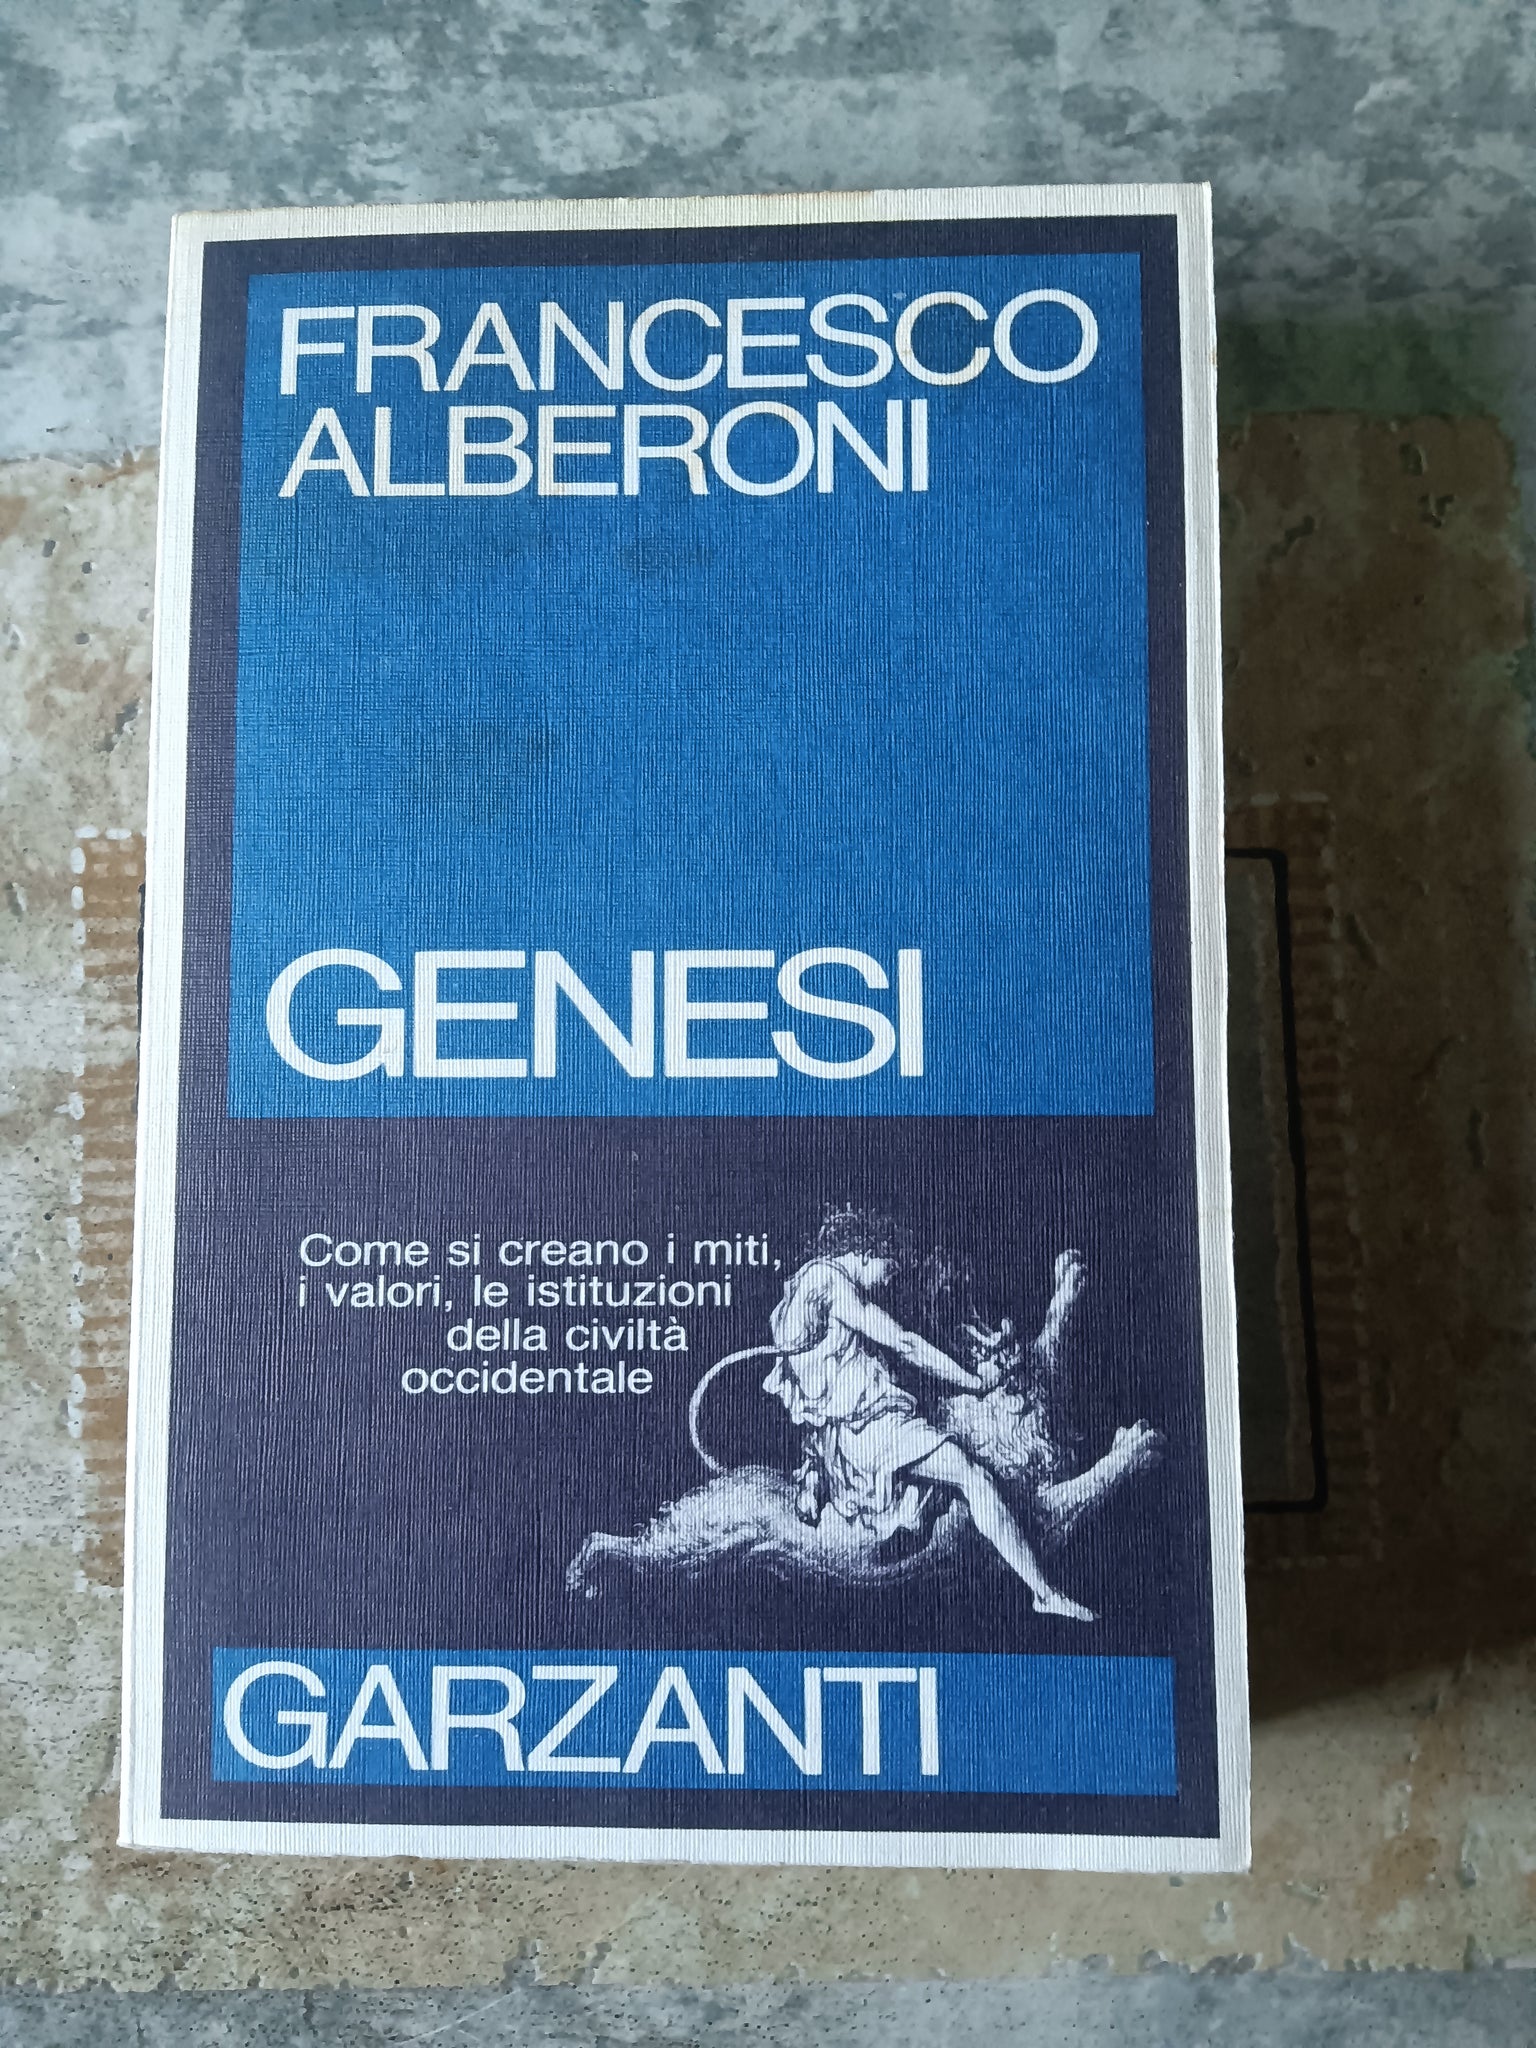 FRANCESCO
ALBERONI
GENESI
Come si creano i miti,
i valori, le istituzioni
della civiltà
occidentale
GARZANTI